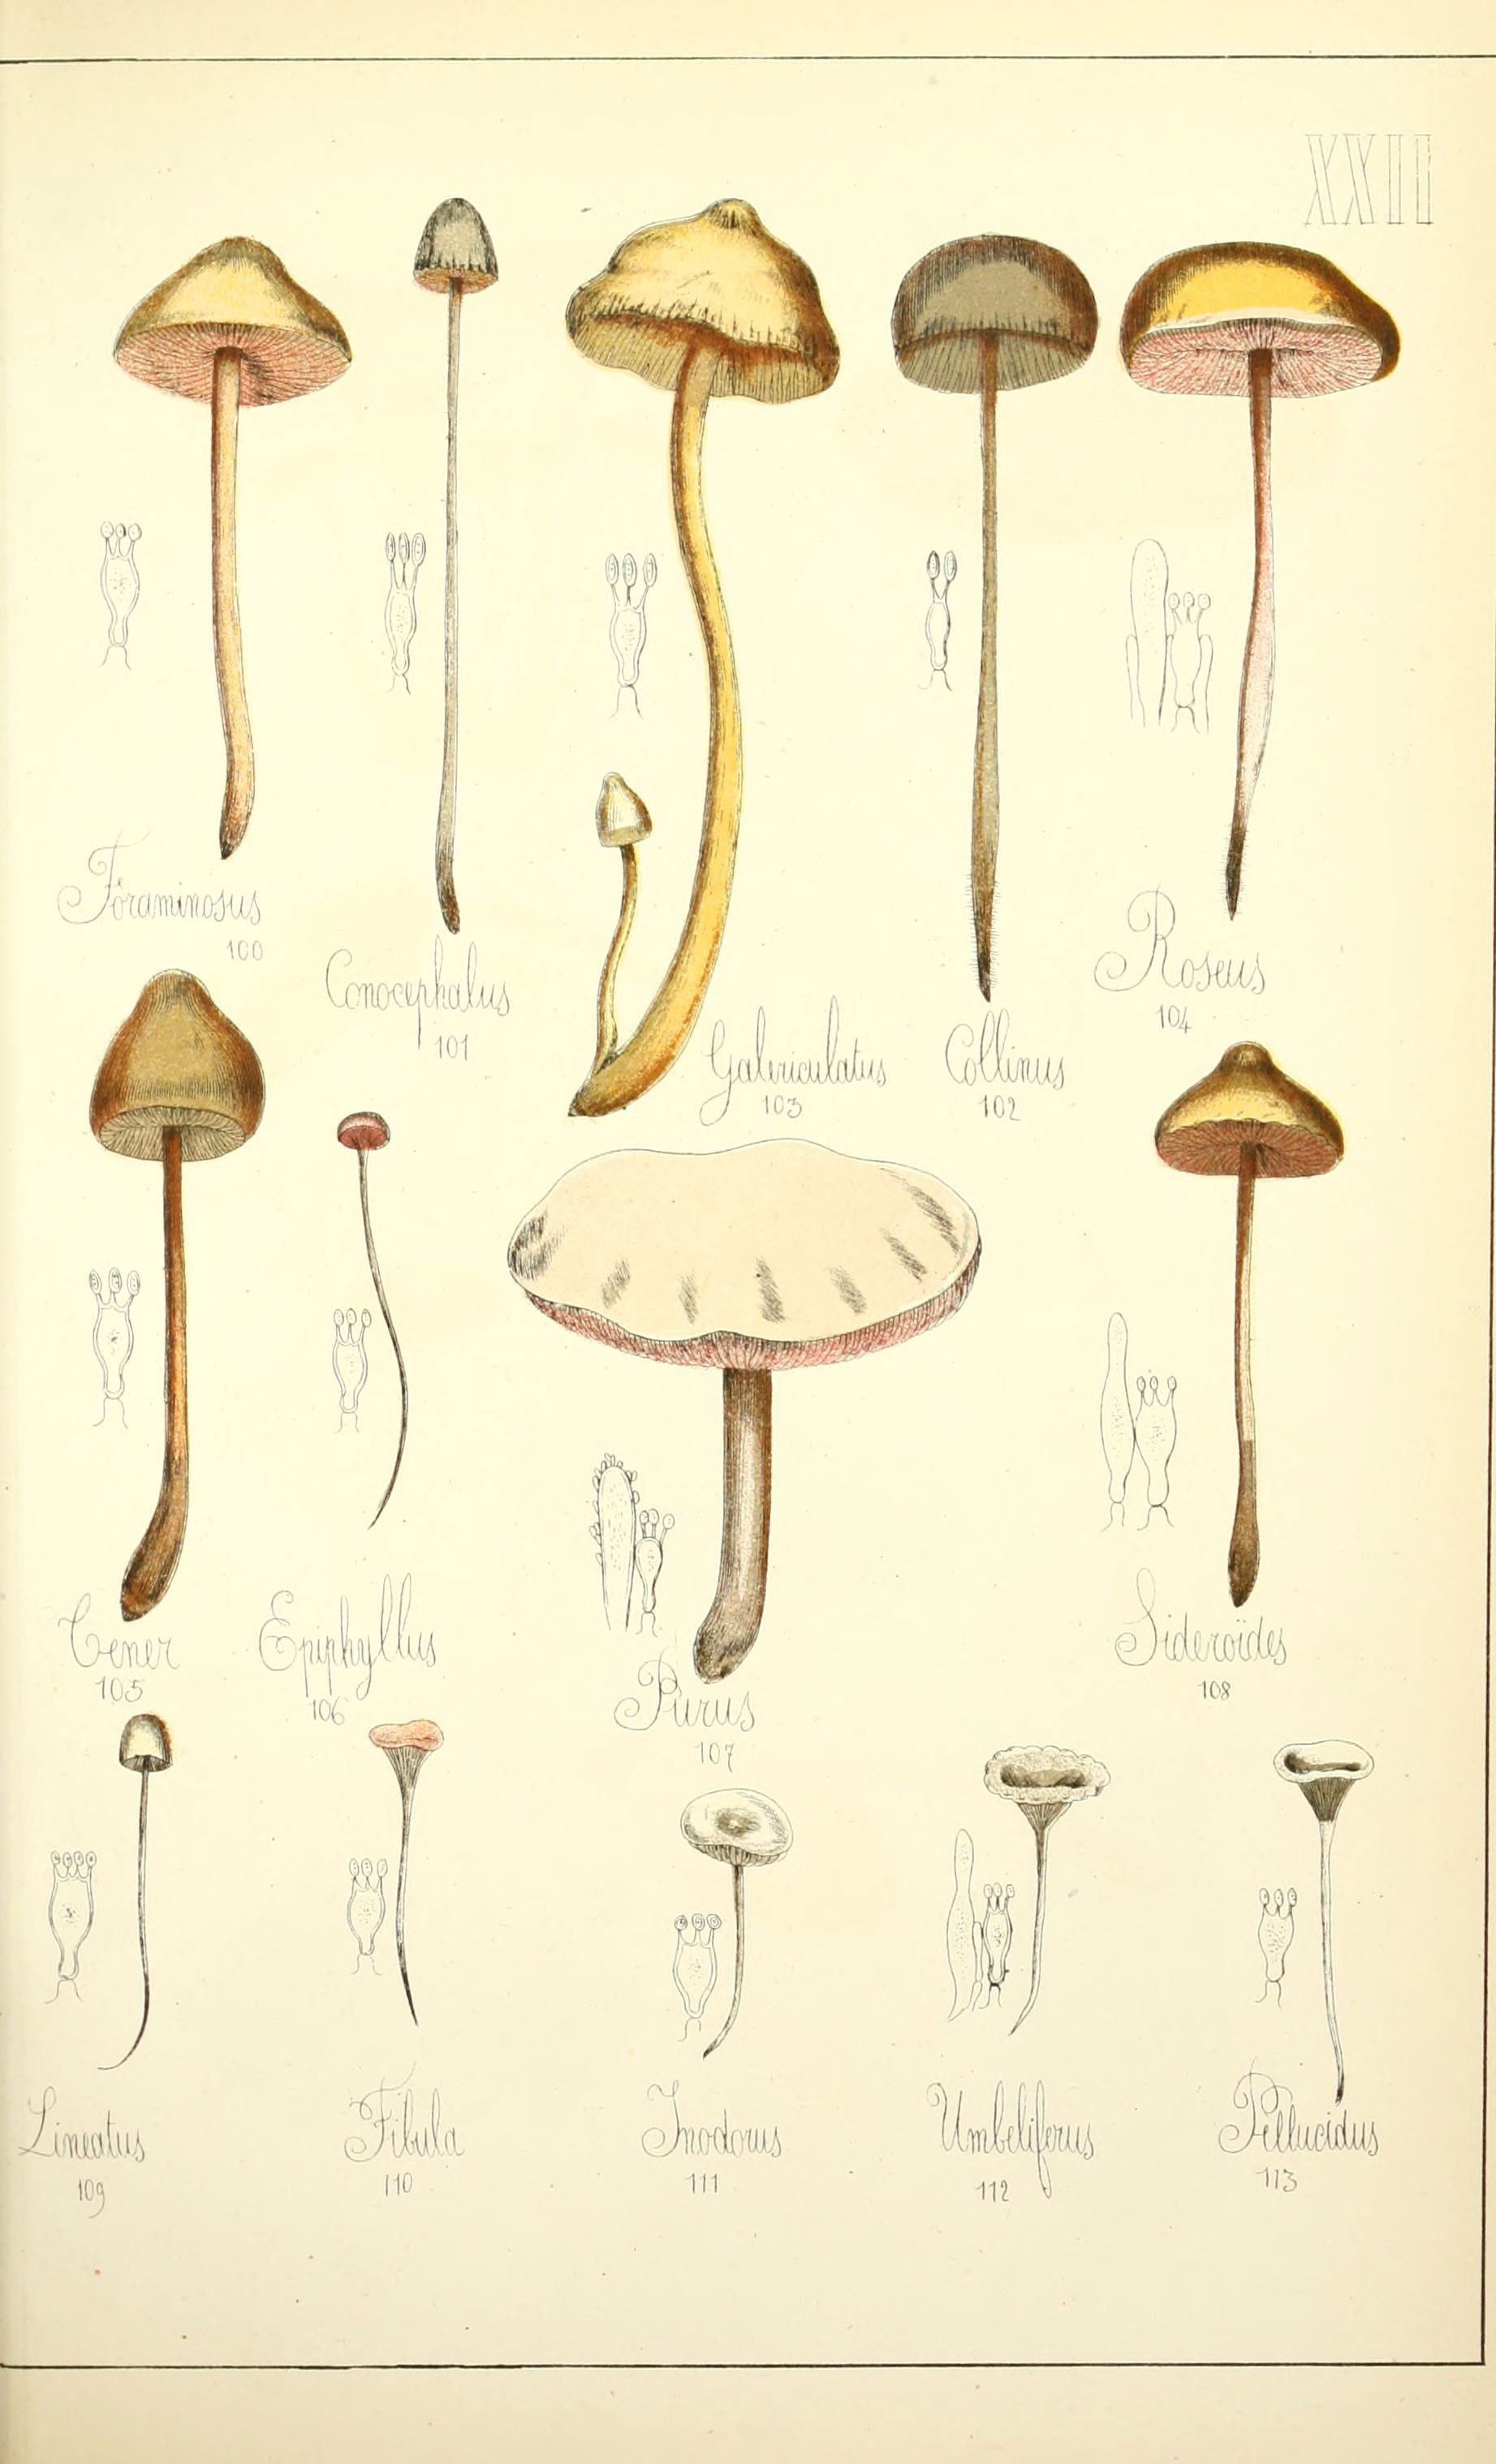 XXII
Foraminosus
100
Conocephalus
101
Galericulatus
103
Collinus
102
Roseus
104
Tener
105
Epiphyllus
106
Purus
107
Sideroïdes
108
Lineatus
109
Fibula
110
Inodorus
111
Umbeliferus
112
Pellucidus
113